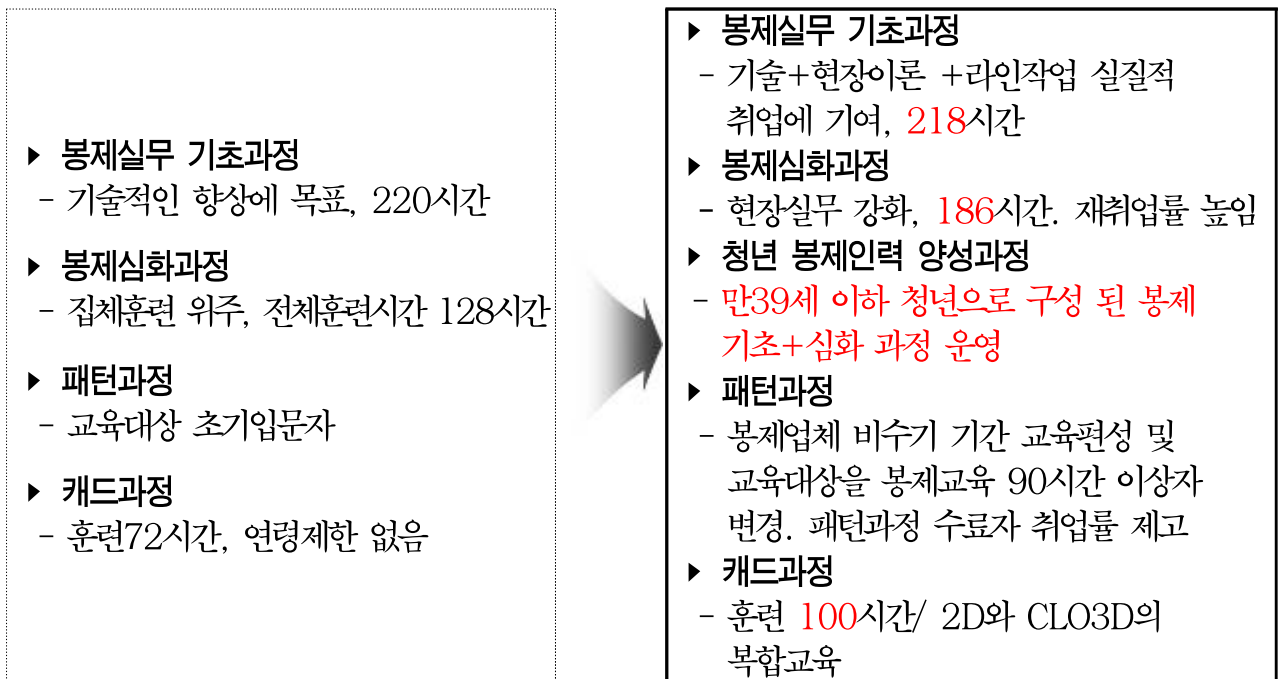 ▶ 봉제실무 기초과정
- 기술적인 향상에 목표, 220시간
▶ 봉제심화과정
- 집체훈련 위주, 전체훈련시간 128시간
▶ 패턴과정
- 교육대상 초기입문자
▶ 캐드과정
- 훈련72시간, 연령제한 없음
▶ 봉제실무 기초과정
- 기술+현장이론 +라인작업 실질적
취업에 기여, 218시간
▶ 봉제심화과정
- 현장실무 강화, 186시간. 재취업률 높임
▶ 청년 봉제인력 양성과정
- 만39세 이하 청년으로 구성 된 봉제
기초+심화 과정 운영
▶ 패턴과정
- 봉제업체 비수기 기간 교육편성 및
교육대상을 봉제교육 90시간 이상자
변경. 패턴과정 수료자 취업률 제고
▶ 캐드과정
- 훈련 100시간/ 2D와 CLO3D의
복합교육